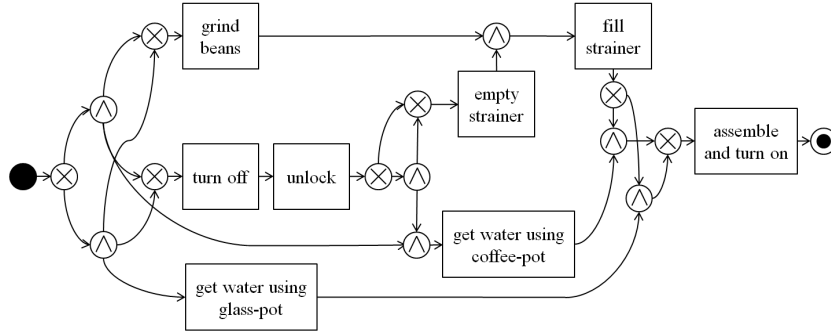 grind
beans
fill
strainer
empty
strainer
turn off
unlock
assemble
and turn on
get water using
coffee-pot
get water using
glass-pot